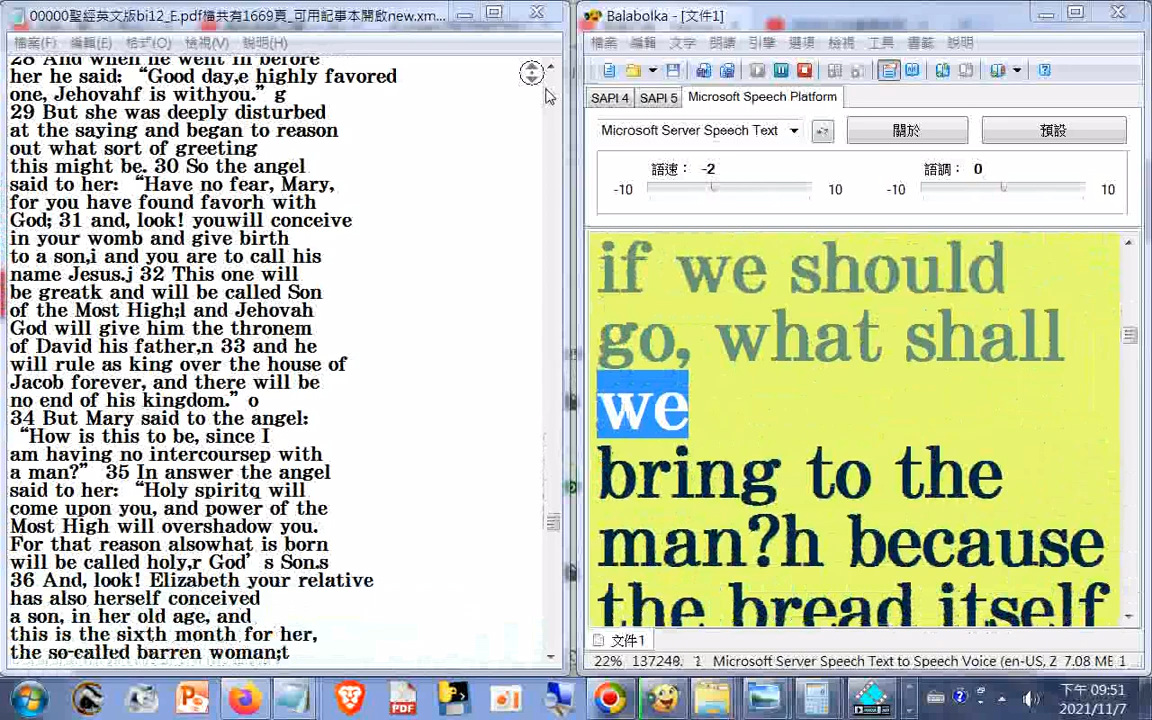 00000聖經英文版bi12_E.pdf檔共有1669頁_可用記事本開啟new.xm...
檔案(F) 編輯(E) 格式(O) 檢視(V) 說明(H)
28 And when he went in before
her he said: “Good day,e highly favored
one, Jehovahf is withyou.” g
29 But she was deeply disturbed
at the saying and began to reason
out what sort of greeting
this might be. 30 So the angel
said to her: “Have no fear, Mary,
for you have found favorh with
God; 31 and, look! youwill conceive
in your womb and give birth
to a son,i and you are to call his
name Jesus.j 32 This one will
be greatk and will be called Son
of the Most High;l and Jehovah
God will give him the thronem
of David his father,n 33 and he
will rule as king over the house of
Jacob forever, and there will be
no end of his kingdom.” o
34 But Mary said to the angel:
“How is this to be, since I
am having no intercoursep with
a man?” 35 In answer the angel
said to her: “Holy spiritq will
come upon you, and power of the
Most High will overshadow you.
For that reason alsowhat is born
will be called holy,r God’s Son.s
36 And, look! Elizabeth your relative
has also herself conceived
a son, in her old age, and
this is the sixth month for her,
the so-called barren woman;t
Balabolka - [文件1]
檔案 編輯 文字 朗讀 引擎 選項 檢視 工具 書籤 說明
SAPI 4 SAPI 5 Microsoft Speech Platform
Microsoft Server Speech Text 關於 預設
語速: -2 語調: 0
-10 10 -10 10
if we should
go, what shall
we
bring to the
man?h because
the bread itself
文件1
22% 137248. 1 Microsoft Server Speech Text to Speech Voice (en-US, Z 7.08 ME 1
PDF
下午 09:51
2021/11/7